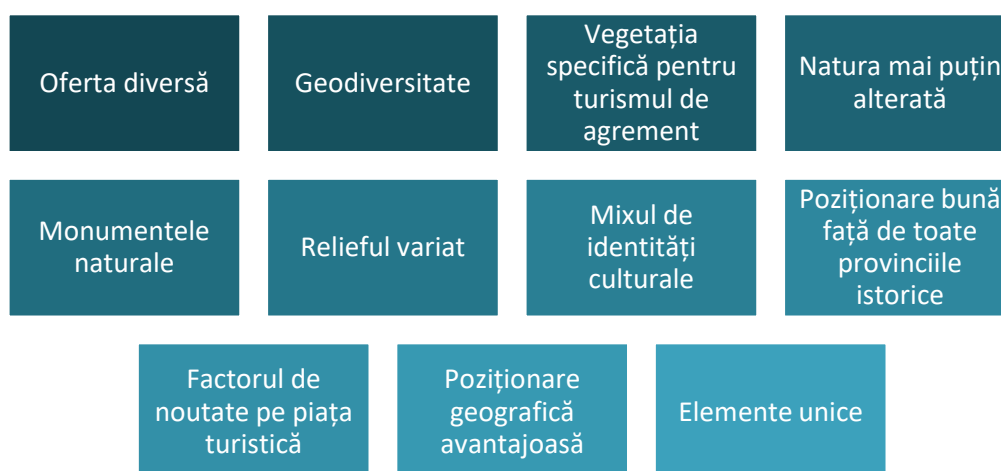 Oferta diversă
Geodiversitate
Vegetația
specifică pentru
turismul de
agrement
Natura mai puțin
alterată
Monumentele
naturale
Relieful variat
Mixul de
identități
culturale
Poziționare bună
față de toate
provinciile
istorice
Factorul de
noutate pe piața
turistică
Poziționare
geografică
avantajoasă
Elemente unice